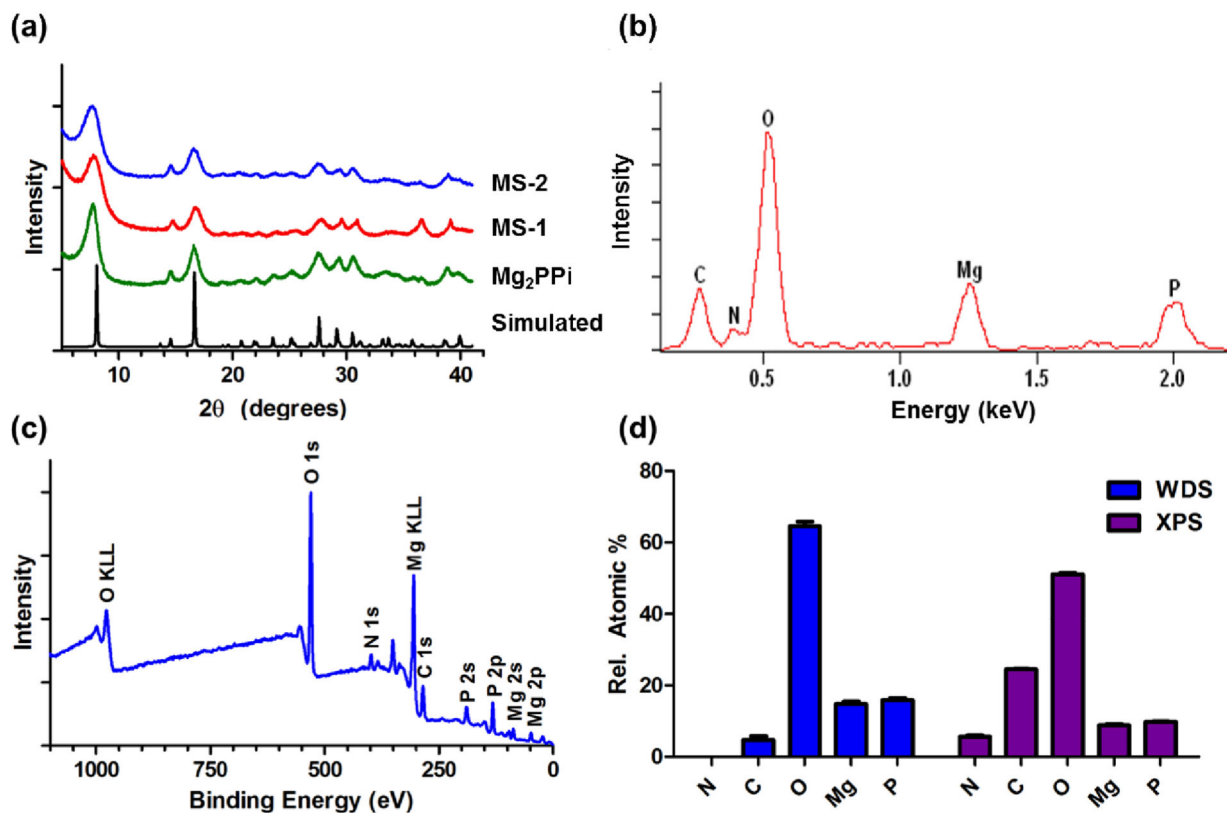 (a)
Intensity
MS-2
MS-1
Mg₂PPi
Simulated
10 20 30 40
2θ (degrees)
(b)
Intensity
C
N
O
Mg
P
0.5 1.0 1.5 2.0
Energy (keV)
(c)
Intensity
O KLL
O 1s
N 1s
Mg KLL
C 1s
P 2s
P 2p
Mg 2s
Mg 2p
1000 750 500 250 0
Binding Energy (eV)
(d)
Rel. Atomic %
80
60
40
20
0
WDS
XPS
N C O Mg P N C O Mg P